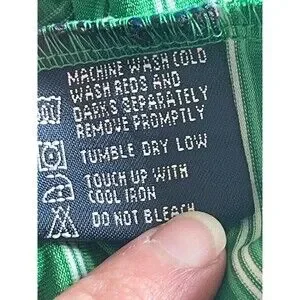 MACHINE WASH COLD
WASH REDS AND
DARKS SEPARATELY
REMOVE PROMPTLY
TUMBLE DRY LOW
TOUCH UP WITH
COOL IRON
DO NOT BLEACH